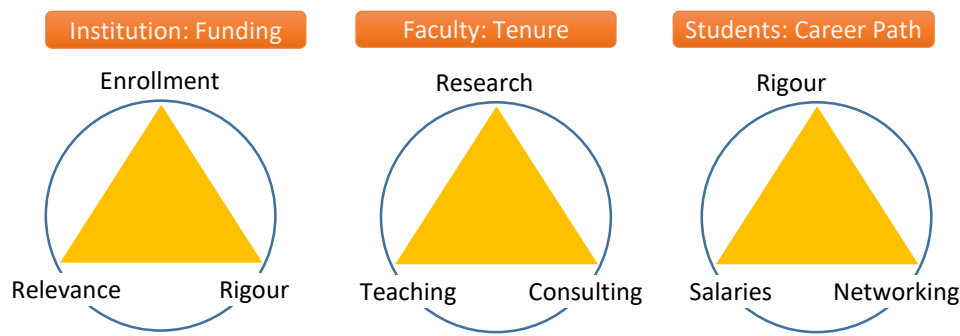 Institution: Funding
Faculty: Tenure
Students: Career Path
Enrollment
Research
Rigour
Relevance
Rigour
Teaching
Consulting
Salaries
Networking